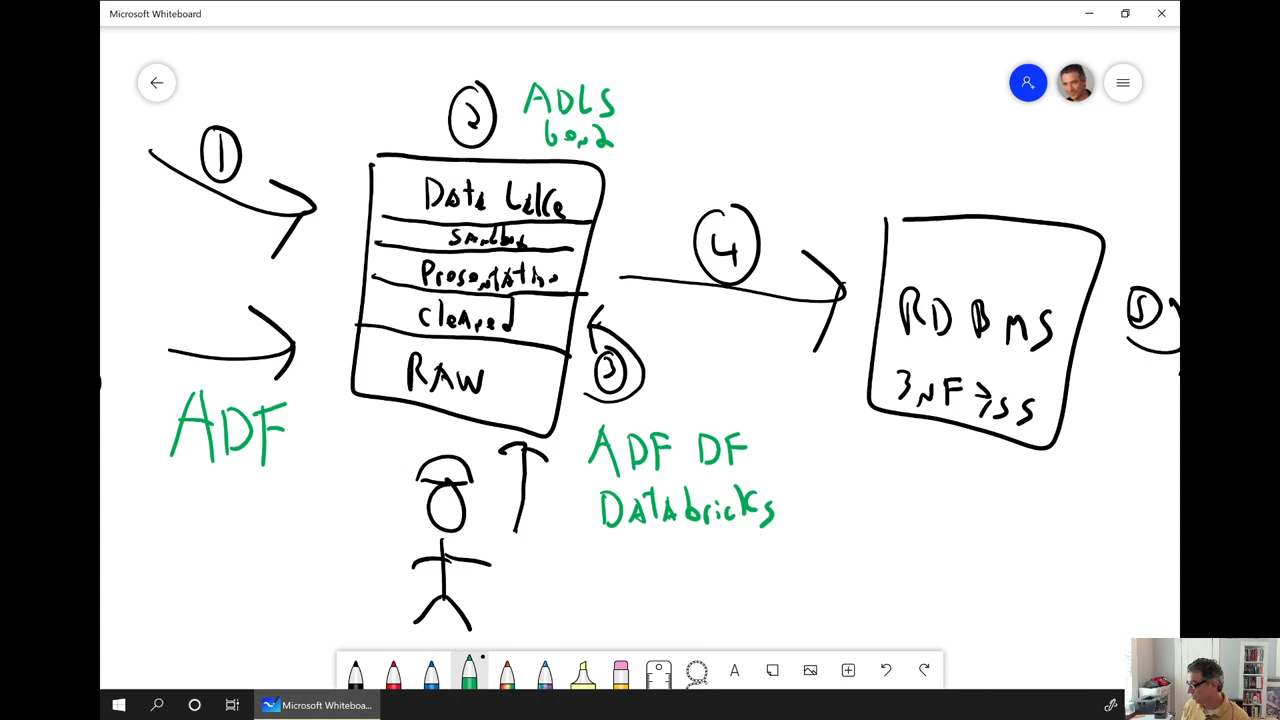 Microsoft Whiteboard
1
2
ADLS
Gen2
Data Lake
Sandbox
Presentation
Cleaned
RAW
3
4
RDBMS
3NF → SS
5
ADF
ADF DF
Databricks
A
Microsoft Whiteboa...